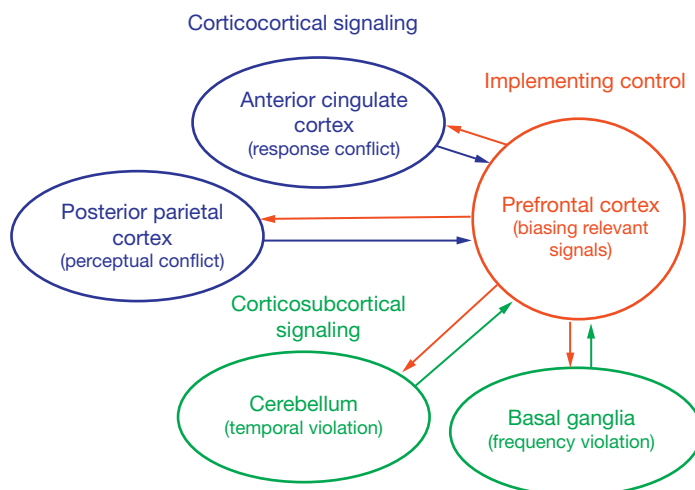 Corticocortical signaling
Implementing control
Anterior cingulate
cortex
(response conflict)
Prefrontal cortex
(biasing relevant
signals)
Posterior parietal
cortex
(perceptual conflict)
Corticosubcortical
signaling
Cerebellum
(temporal violation)
Basal ganglia
(frequency violation)